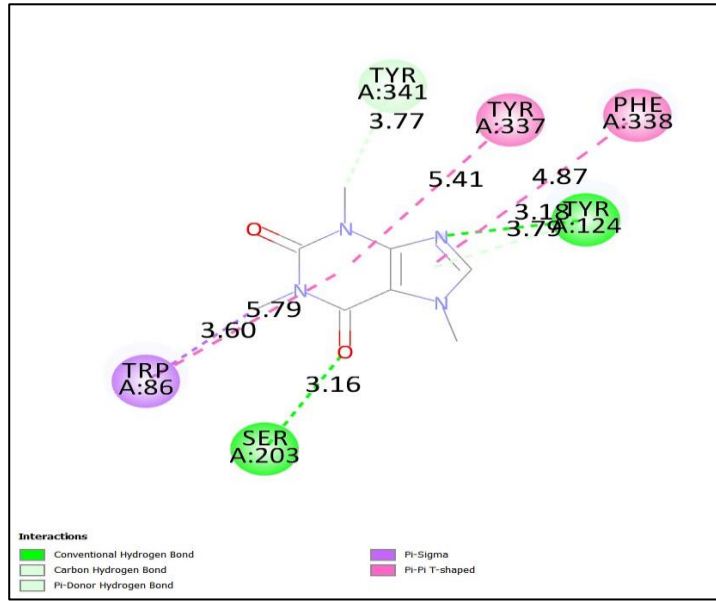 TYR
A:341
3.77
TYR
A:337
PHE
A:338
5.41
4.87
3.18
TYR
3.79
A:124
N
O
N
N
N
O
5.79
3.60
TRP
A:86
3.16
SER
A:203
Interactions
Conventional Hydrogen Bond
Carbon Hydrogen Bond
Pi-Donor Hydrogen Bond
Pi-Sigma
Pi-Pi T-shaped